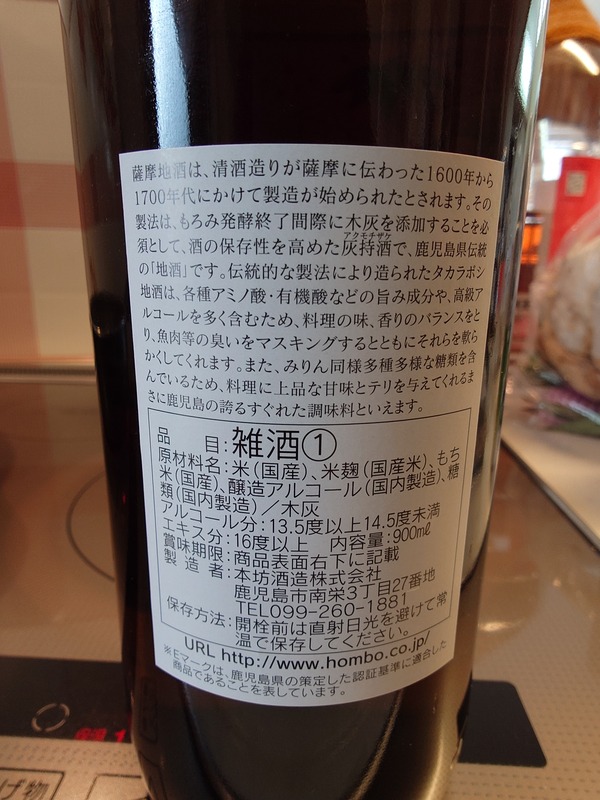 薩摩地酒は、清酒造りが薩摩に伝わった1600年から
1700年代にかけて製造が始められたとされます。その
製法は、もろみ発酵終了間際に木灰を添加することを必
アクモチザケ
須として、酒の保存性を高めた灰持酒で、鹿児島県伝統
の「地酒」です。伝統的な製法により造られたタカラボシ
地酒は、各種アミノ酸・有機酸などの旨み成分や、高級ア
ルコールを多く含むため、料理の味、香りのバランスをと
り、魚肉等の臭いをマスキングするとともにそれらを軟ら
かくしてくれます。また、みりん同様多種多様な糖類を含
んでいるため、料理に上品な甘味とテリを与えてくれるま
さに鹿児島の誇るすぐれた調味料といえます。
品 目：雑酒①
原材料名：米（国産）、米麹（国産米）、もち
米（国産）、醸造アルコール（国内製造）、糖
類（国内製造）／木灰
アルコール分：13.5度以上14.5度未満
エキス分：16度以上 内容量：900㎖
賞味期限：商品表面右下に記載
製造者：本坊酒造株式会社
鹿児島市南栄3丁目27番地
TEL099-260-1881
保存方法：開栓前は直射日光を避けて常
温で保存してください。
URL http://www.hombo.co.jp/
※Eマークは、鹿児島県の策定した認証基準に適合した
商品であることを表しています。
げ物